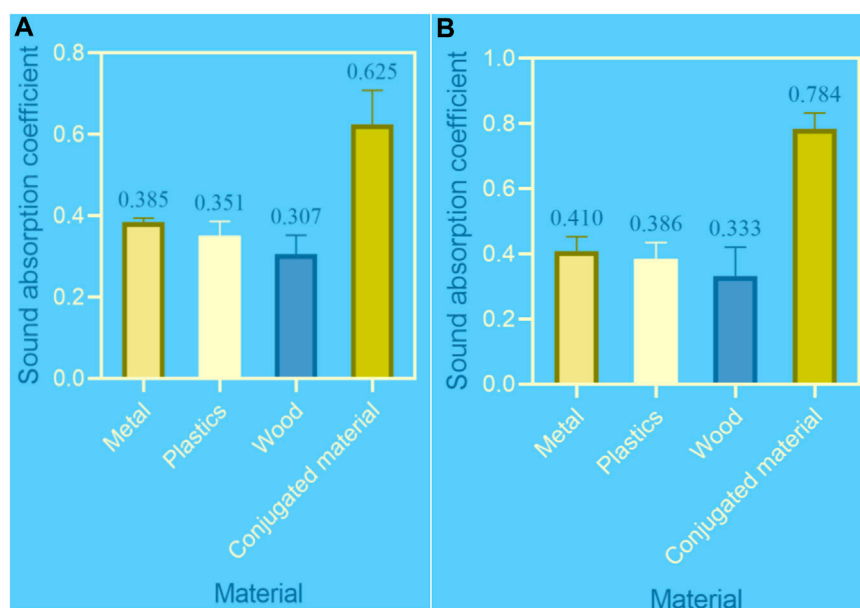 A
Sound absorption coefficient
0.8
0.6
0.4
0.2
0.0
0.385
0.351
0.307
0.625
Metal
Plastics
Wood
Conjugated material
Material
B
Sound absorption coefficient
1.0
0.8
0.6
0.4
0.2
0.0
0.410
0.386
0.333
0.784
Metal
Plastics
Wood
Conjugated material
Material